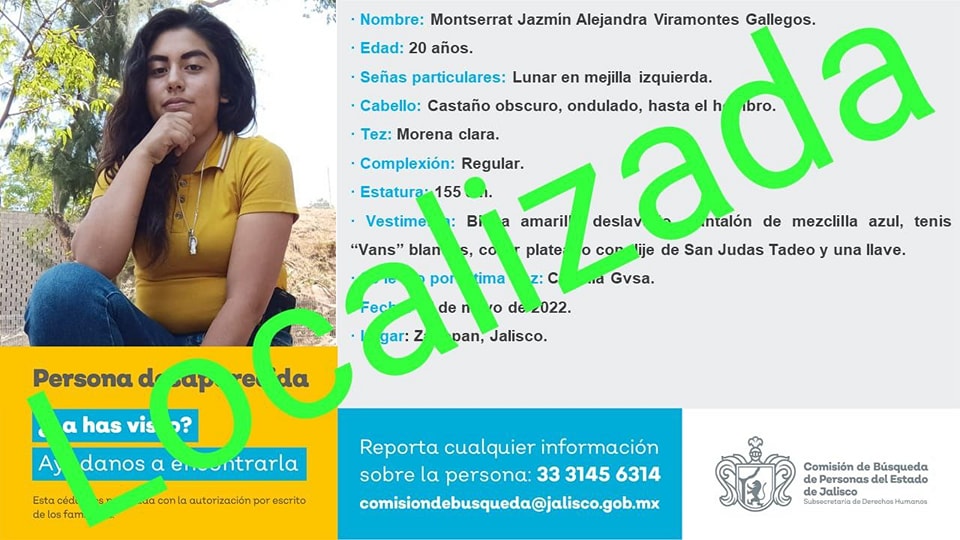 · Nombre: Montserrat Jazmín Alejandra Viramontes Gallegos.
· Edad: 20 años.
· Señas particulares: Lunar en mejilla izquierda.
· Cabello: Castaño obscuro, ondulado, hasta el hombro.
· Tez: Morena clara.
· Complexión: Regular.
· Estatura: 155 cm.
· Vestimenta: amarilla pantalón de mezclilla azul, tenis
“Vans” blancos, collar plateado con dije de San Judas Tadeo y una llave.
por última vez: Gvsa.
· Fecha: de mayo de 2022.
· Lugar: Zapopan, Jalisco.
Localizada
Persona desaparecida
¿La has visto?
Ayúdanos a encontrarla
Esta cédula es con la autorización por escrito
de los familiares
Reporta cualquier información
sobre la persona: 33 3145 6314
comisiondebusqueda@jalisco.gob.mx
Comisión de Búsqueda
de Personas del Estado
de Jalisco
Subsecretaría de Derechos Humanos